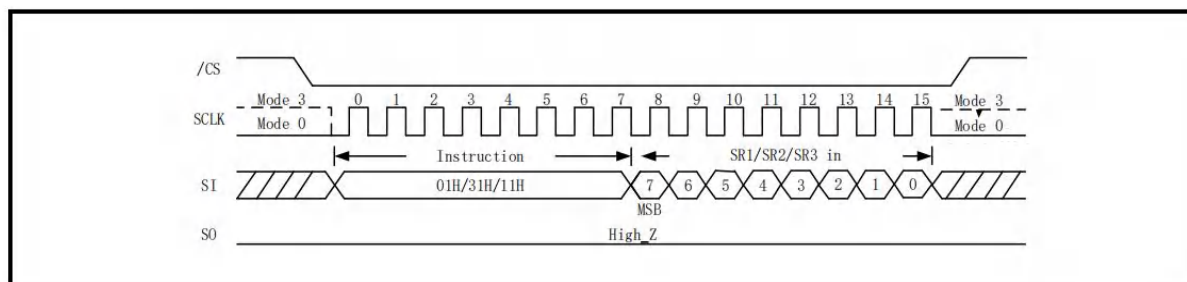 /CS
Mode 3 0 1 2 3 4 5 6 7 8 9 10 11 12 13 14 15 Mode 3
SCLK
Mode 0 Mode 0
Instruction SR1/SR2/SR3 in
SI 01H/31H/11H 7 6 5 4 3 2 1 0
MSB
SO High_Z